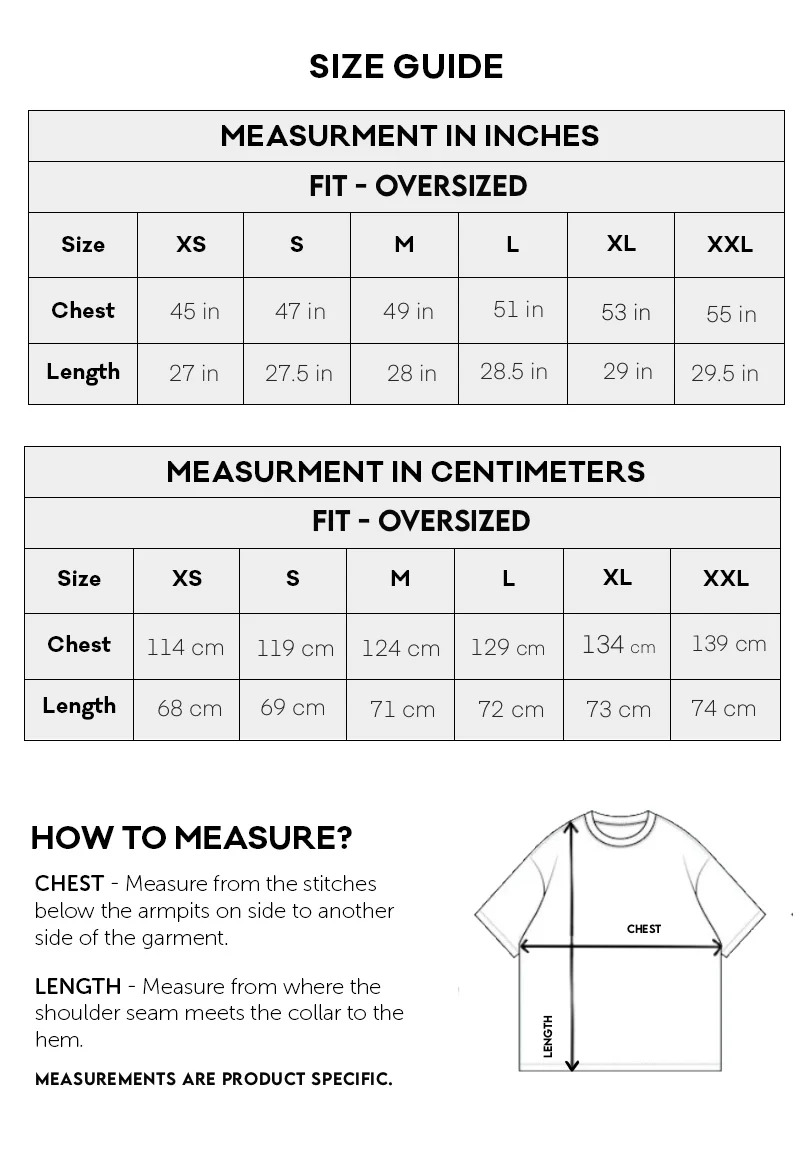 SIZE GUIDE
MEASURMENT IN INCHES
FIT - OVERSIZED
Size XS S M L XL XXL
Chest 45 in 47 in 49 in 51 in 53 in 55 in
Length 27 in 27.5 in 28 in 28.5 in 29 in 29.5 in
MEASURMENT IN CENTIMETERS
FIT - OVERSIZED
Size XS S M L XL XXL
Chest 114 cm 119 cm 124 cm 129 cm 134 cm 139 cm
Length 68 cm 69 cm 71 cm 72 cm 73 cm 74 cm
HOW TO MEASURE?
CHEST - Measure from the stitches
below the armpits on side to another
side of the garment.
LENGTH - Measure from where the
shoulder seam meets the collar to the
hem.
MEASUREMENTS ARE PRODUCT SPECIFIC.
CHEST
LENGTH